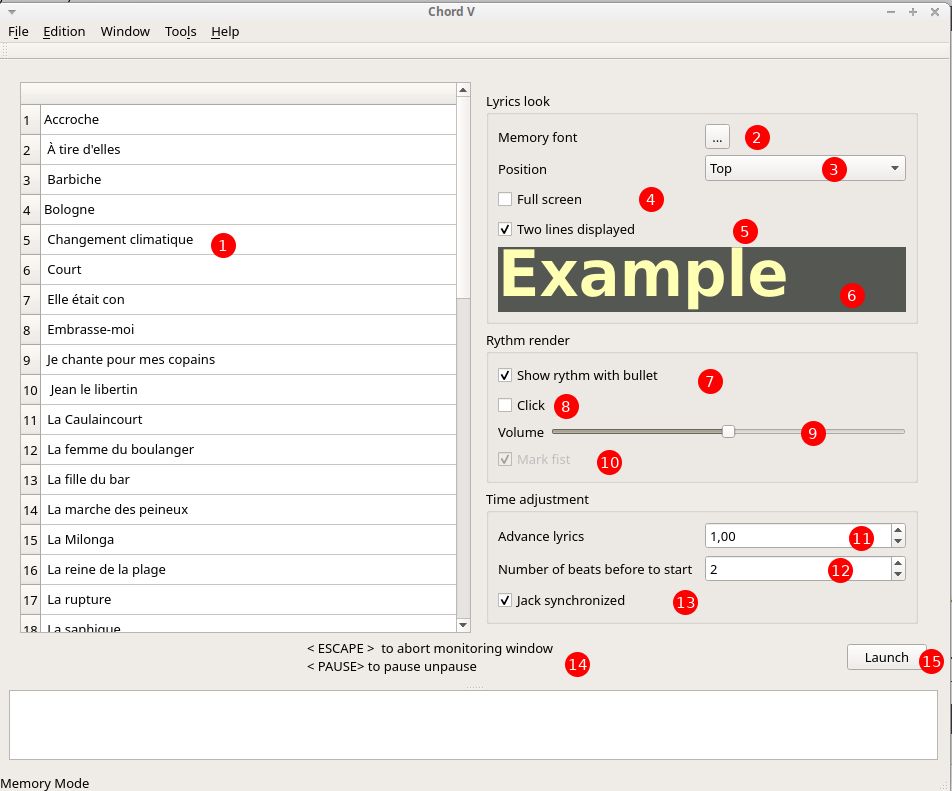 Chord V
File Edition Window Tools Help
1 Accroche
2 À tire d'elles
3 Barbiche
4 Bologne
5 Changement climatique 1
6 Court
7 Elle était con
8 Embrasse-moi
9 Je chante pour mes copains
10 Jean le libertin
11 La Caulaincourt
12 La femme du boulanger
13 La fille du bar
14 La marche des peineux
15 La Milonga
16 La reine de la plage
17 La rupture
18 La saphique
Lyrics look
Memory font ... 2
Position Top 3
Full screen 4
Two lines displayed 5
Example 6
Rythm render
Show rythm with bullet 7
Click 8
Volume 9
Mark fist 10
Time adjustment
Advance lyrics 1,00 11
Number of beats before to start 2 12
Jack synchronized 13
< ESCAPE > to abort monitoring window
< PAUSE> to pause unpause 14
Launch 15
Memory Mode